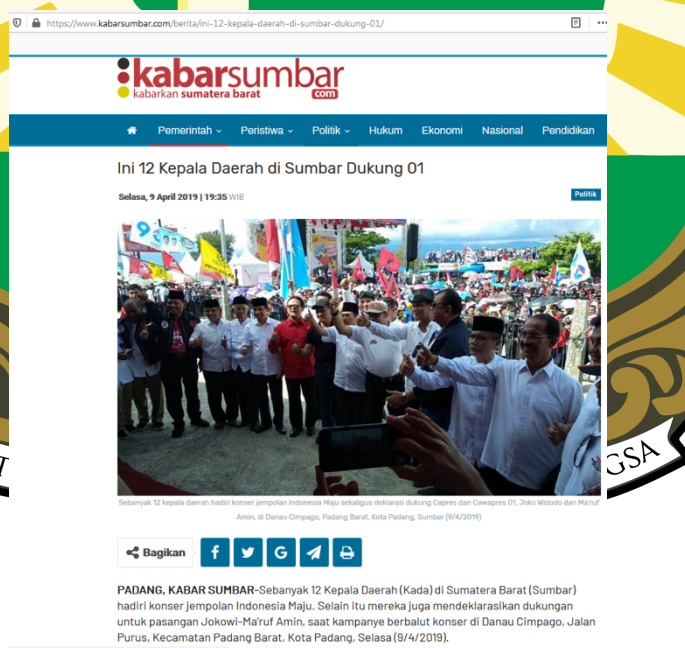 https://www.kabarsumbar.com/berita/ini-12-kepala-daerah-di-sumbar-dukung-01/
kabarsumbar
kabarkan sumatera barat com
Pemerintah Peristiwa Politik Hukum Ekonomi Nasional Pendidikan
Ini 12 Kepala Daerah di Sumbar Dukung 01
Selasa, 9 April 2019 | 19:35 WIB
Politik
GSA
Sebanyak 12 kepala daerah hadiri konser jempolan Indonesia Maju sekaligus deklarasi dukung Capres dan Cawapres 01, Joko Widodo dan Ma'ruf
Amin, di Danau Cimpago, Padang Barat, Kota Padang, Sumbar (9/4/2019)
Bagikan
PADANG, KABAR SUMBAR-Sebanyak 12 Kepala Daerah (Kada) di Sumatera Barat (Sumbar)
hadiri konser jempolan Indonesia Maju. Selain itu mereka juga mendeklarasikan dukungan
untuk pasangan Jokowi-Ma'ruf Amin, saat kampanye berbalut konser di Danau Cimpago, Jalan
Purus, Kecamatan Padang Barat, Kota Padang, Selasa (9/4/2019).